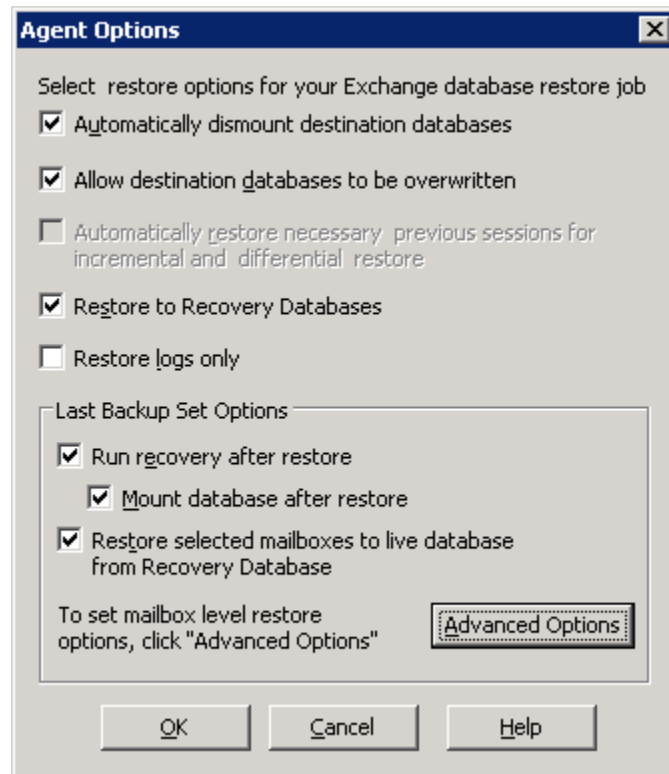 Agent Options
Select restore options for your Exchange database restore job
Automatically dismount destination databases
Allow destination databases to be overwritten
Automatically restore necessary previous sessions for
incremental and differential restore
Restore to Recovery Databases
Restore logs only
Last Backup Set Options
Run recovery after restore
Mount database after restore
Restore selected mailboxes to live database
from Recovery Database
To set mailbox level restore
options, click "Advanced Options"
Advanced Options
OK
Cancel
Help